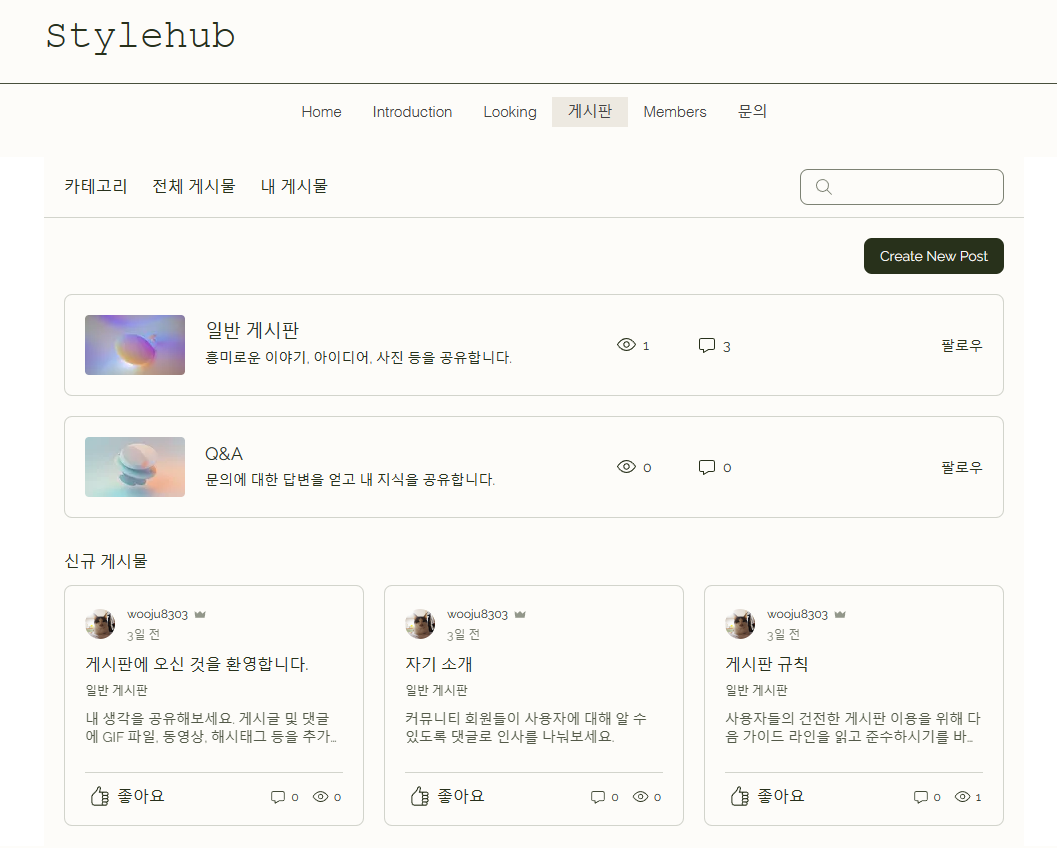 Stylehub
Home Introduction Looking 게시판 Members 문의
카테고리 전체 게시물 내 게시물
Create New Post
일반 게시판
흥미로운 이야기, 아이디어, 사진 등을 공유합니다.
1 3 팔로우
Q&A
문의에 대한 답변을 얻고 내 지식을 공유합니다.
0 0 팔로우
신규 게시물
wooju8303
3일 전
게시판에 오신 것을 환영합니다.
일반 게시판
내 생각을 공유해보세요. 게시글 및 댓글
에 GIF 파일, 동영상, 해시태그 등을 추가...
좋아요 0 0
wooju8303
3일 전
자기 소개
일반 게시판
커뮤니티 회원들이 사용자에 대해 알 수
있도록 댓글로 인사를 나눠보세요.
좋아요 0 0
wooju8303
3일 전
게시판 규칙
일반 게시판
사용자들의 건전한 게시판 이용을 위해 다
음 가이드 라인을 읽고 준수하시기를 바...
좋아요 0 1